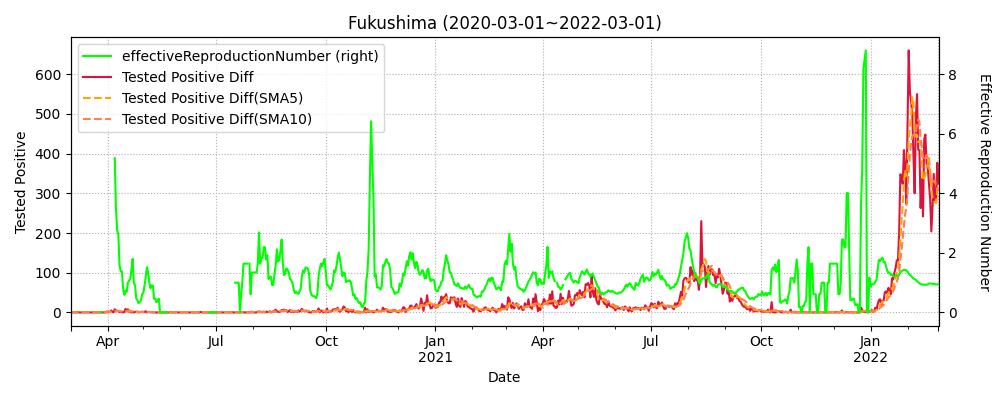 Fukushima (2020-03-01~2022-03-01)
effectiveReproductionNumber (right)
Tested Positive Diff
Tested Positive Diff(SMA5)
Tested Positive Diff(SMA10)
Tested Positive
600
500
400
300
200
100
0
8
6
4
2
0
Effective Reproduction Number
Apr Jul Oct Jan Apr Jul Oct Jan
2021 2022
Date